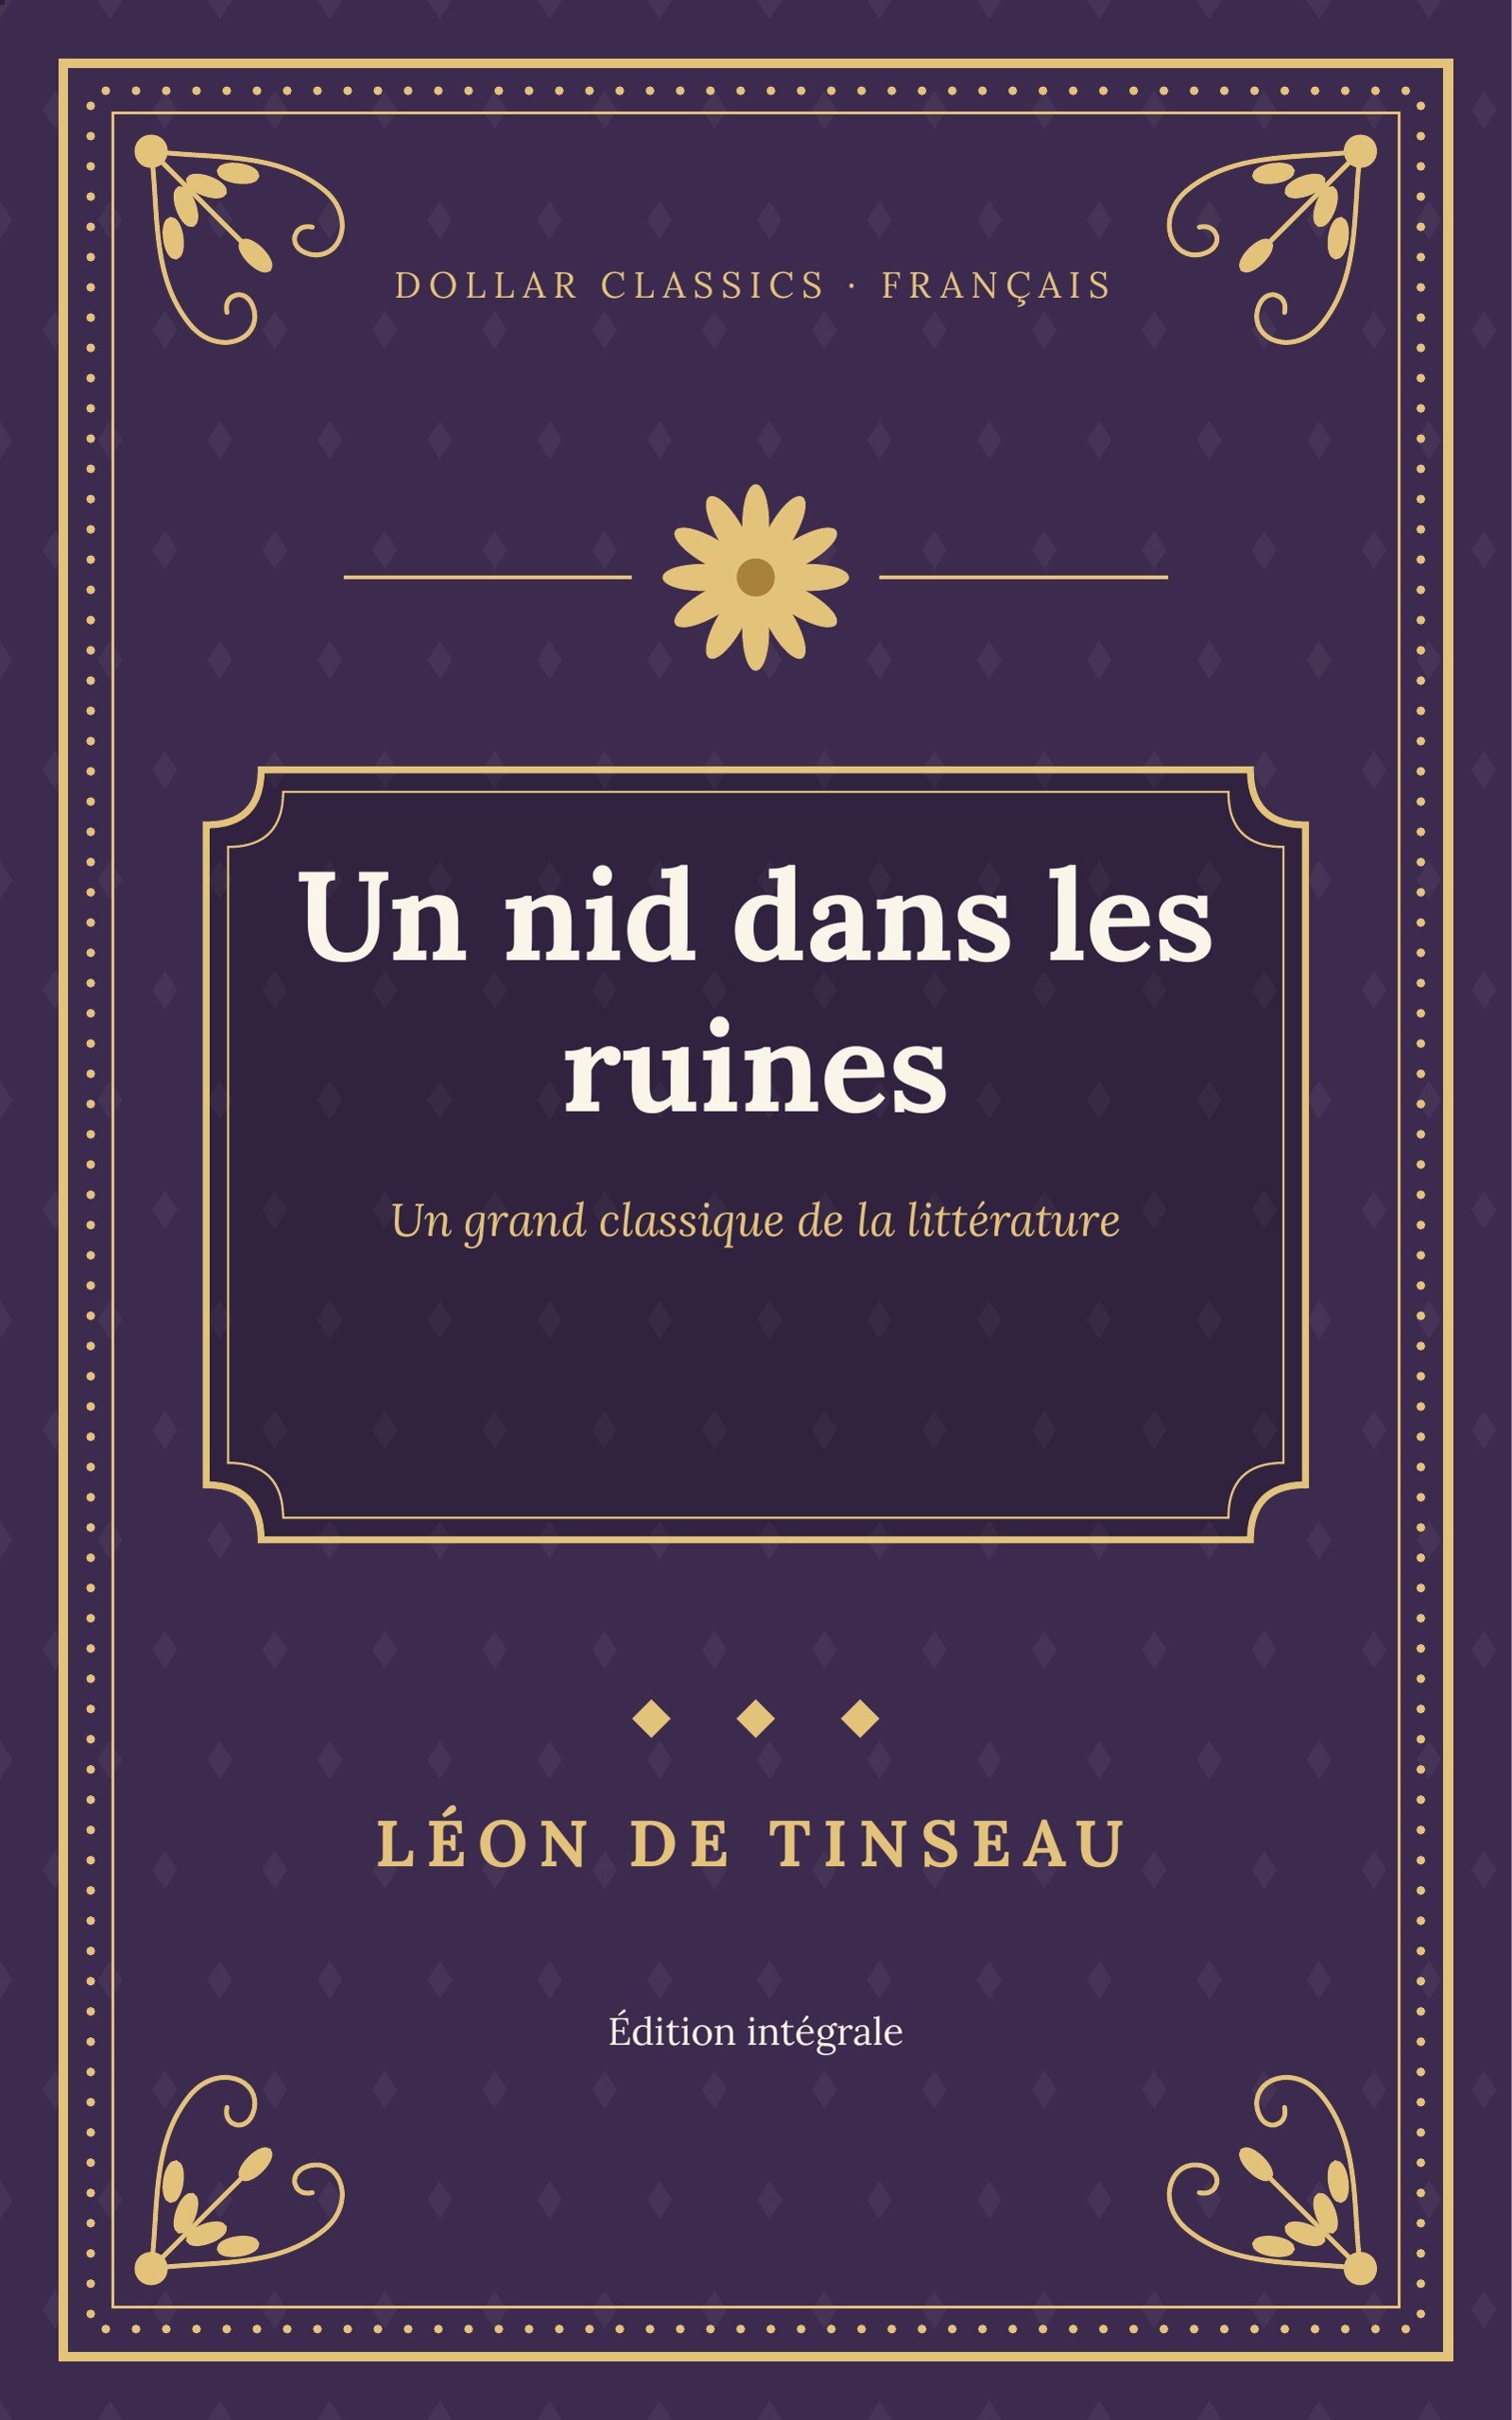 DOLLAR CLASSICS · FRANÇAIS
Un nid dans les
ruines
Un grand classique de la littérature
LÉON DE TINSEAU
Édition intégrale